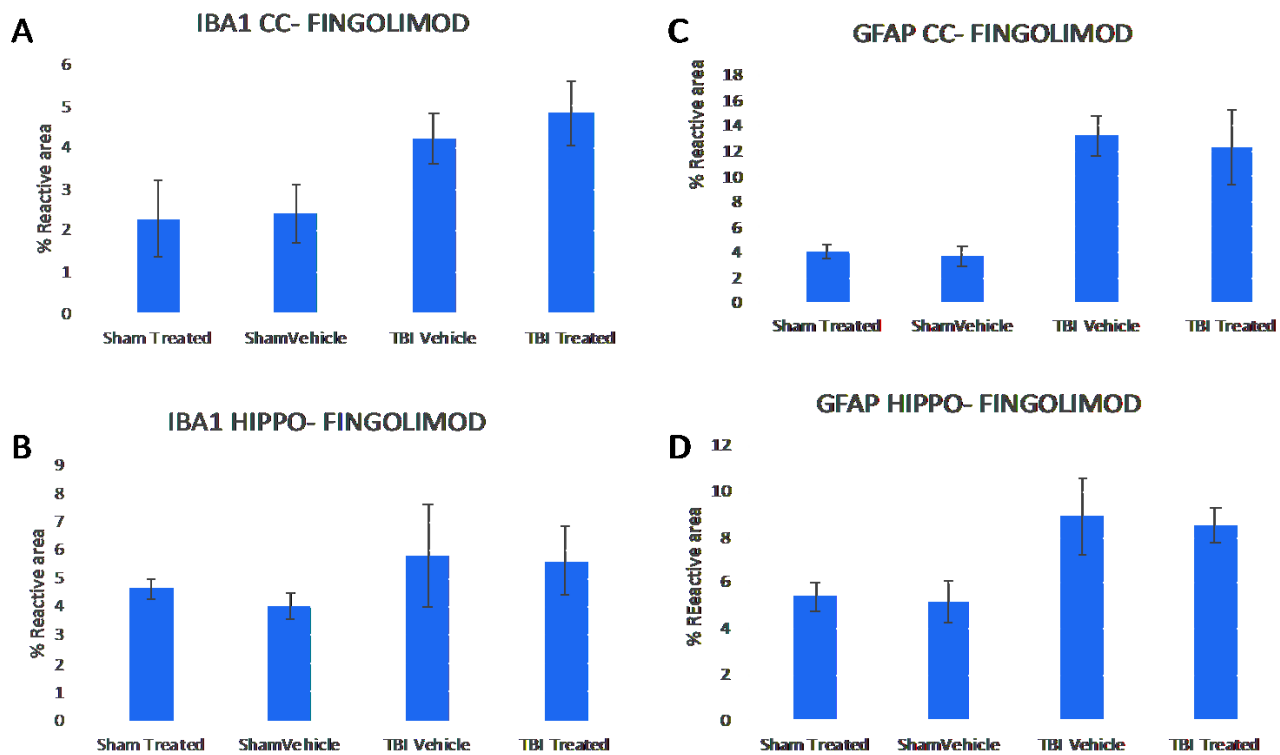 A
IBA1 CC- FINGOLIMOD
% Reactive area
6
5
4
3
2
1
0
Sham Treated ShamVehicle TBI Vehicle TBI Treated
B
IBA1 HIPPO- FINGOLIMOD
% Reactive area
9
8
7
6
5
4
3
2
1
0
Sham Treated ShamVehicle TBI Vehicle TBI Treated
C
GFAP CC- FINGOLIMOD
% Reactive area
18
16
14
12
10
8
6
4
2
0
Sham Treated ShamVehicle TBI Vehicle TBI Treated
D
GFAP HIPPO- FINGOLIMOD
% REeactive area
12
10
8
6
4
2
0
Sham Treated ShamVehicle TBI Vehicle TBI Treated